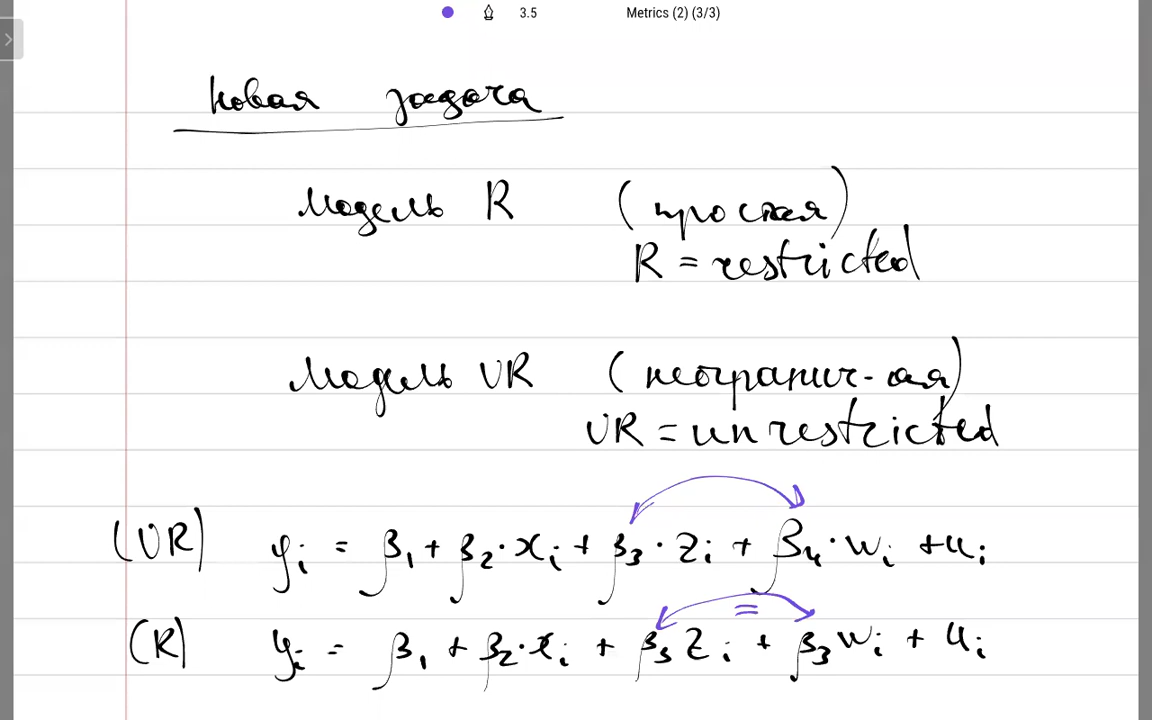 3.5 Metrics (2) (3/3)
новая задача
модель R (простая)
R = restricted
модель UR (неогранич-ая)
UR = unrestricted
(UR) yᵢ = β₁ + β₂·xᵢ + β₃·zᵢ + β₄·wᵢ + uᵢ
=
(R) yᵢ = β₁ + β₂·xᵢ + β₃zᵢ + β₃wᵢ + uᵢ